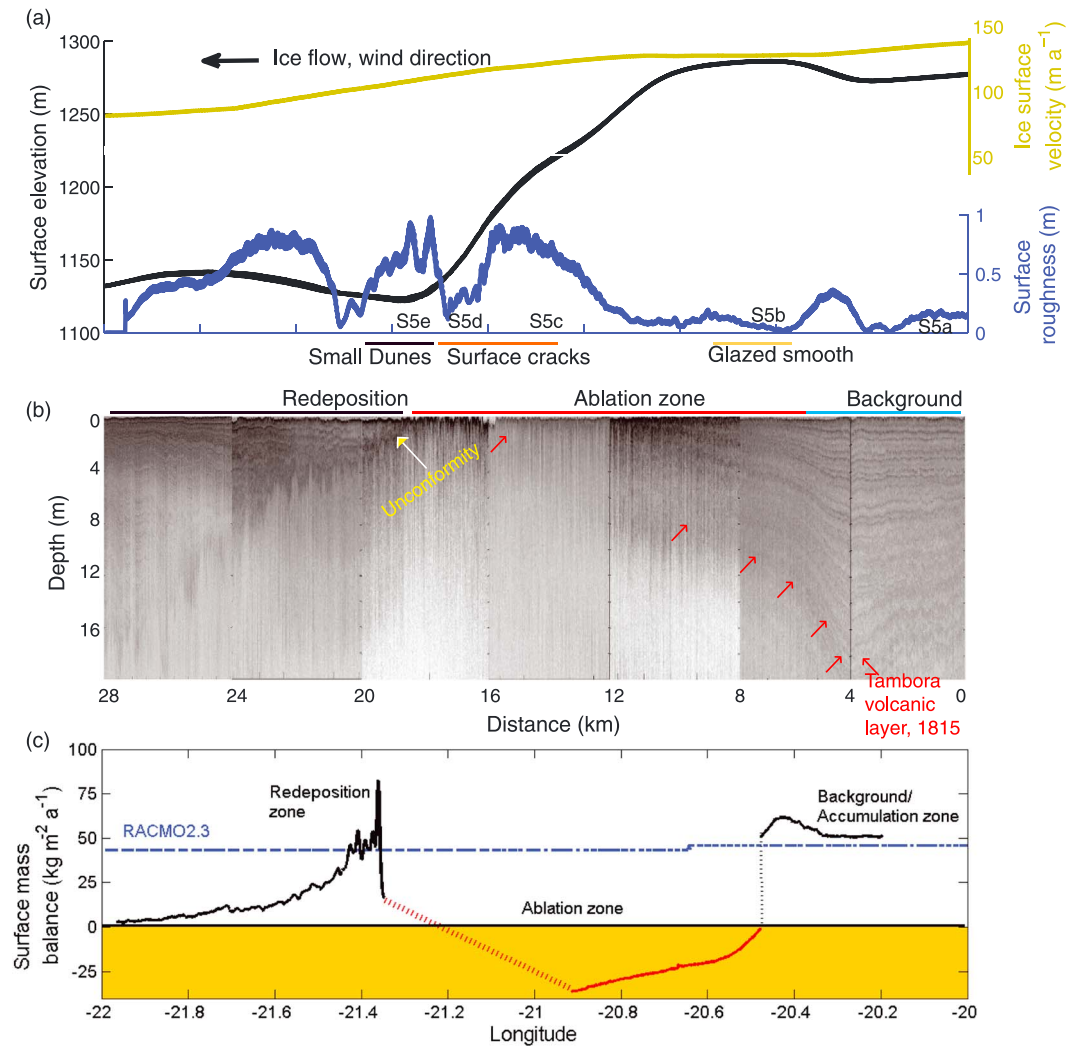 (a)
1300
1250
1200
1150
1100
Surface elevation (m)
Ice flow, wind direction
150
100
50
Ice surface
velocity (m a⁻¹)
1
0.5
0
Surface
roughness (m)
S5e
S5d
S5c
S5b
S5a
Small Dunes
Surface cracks
Glazed smooth
(b)
Redeposition
Ablation zone
Background
0
4
8
12
16
Depth (m)
Unconformity
28
24
20
16
12
8
4
0
Distance (km)
Tambora
volcanic
layer, 1815
(c)
100
75
50
25
0
-25
Surface mass
balance (kg m⁻² a⁻¹)
Redeposition
zone
RACMO2.3
Background/
Accumulation zone
Ablation zone
-22
-21.8
-21.6
-21.4
-21.2
-21
-20.8
-20.6
-20.4
-20.2
-20
Longitude